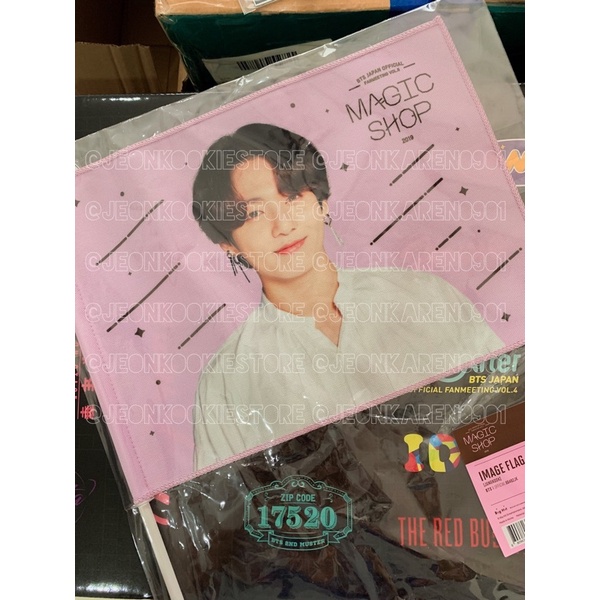 BTS JAPAN OFFICIAL
FANMEETING VOL.5
MAGIC
SHOP
2019
©JEONKOOKIESTORE ©JEONKAREN0901
©JEONKOOKIESTORE ©JEONKAREN0901
©JEONKOOKIESTORE ©JEONKAREN0901
©JEONKOOKIESTORE ©JEONKAREN0901
©JEONKOOKIESTORE ©JEONKAREN0901
©JEONKOOKIESTORE ©JEONKAREN0901
BTS JAPAN
OFFICIAL FANMEETING VOL.4
MAGIC
SHOP
IMAGE FLAG
ZIP CODE
17520
BTS 2ND MUSTER
THE RED